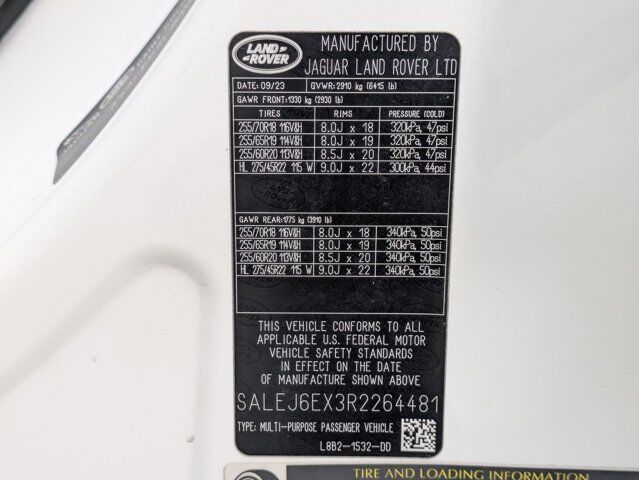 LAND ROVER
MANUFACTURED BY
JAGUAR LAND ROVER LTD
DATE: 09/23 GVWR: 2910 kg (6415 lb)
GAWR FRONT: 1330 kg (2930 lb)
TIRES RIMS PRESSURE (COLD)
255/70R18 116V&H 8.0J x 18 320kPa, 47psi
255/65R19 114V&H 8.0J x 19 320kPa, 47psi
255/60R20 113V&H 8.5J x 20 320kPa, 47psi
HL 275/45R22 115 W 9.0J x 22 300kPa, 44psi
GAWR REAR: 1775 kg (3910 lb)
255/70R18 116V&H 8.0J x 18 340kPa, 50psi
255/65R19 114V&H 8.0J x 19 340kPa, 50psi
255/60R20 113V&H 8.5J x 20 340kPa, 50psi
HL 275/45R22 115 W 9.0J x 22 340kPa, 50psi
THIS VEHICLE CONFORMS TO ALL
APPLICABLE U.S. FEDERAL MOTOR
VEHICLE SAFETY STANDARDS
IN EFFECT ON THE DATE OF
MANUFACTURE SHOWN ABOVE
SALEJ6EX3R2264481
TYPE: MULTI-PURPOSE PASSENGER VEHICLE
L8B2-1532-DD
TIRE AND LOADING INFORMATION